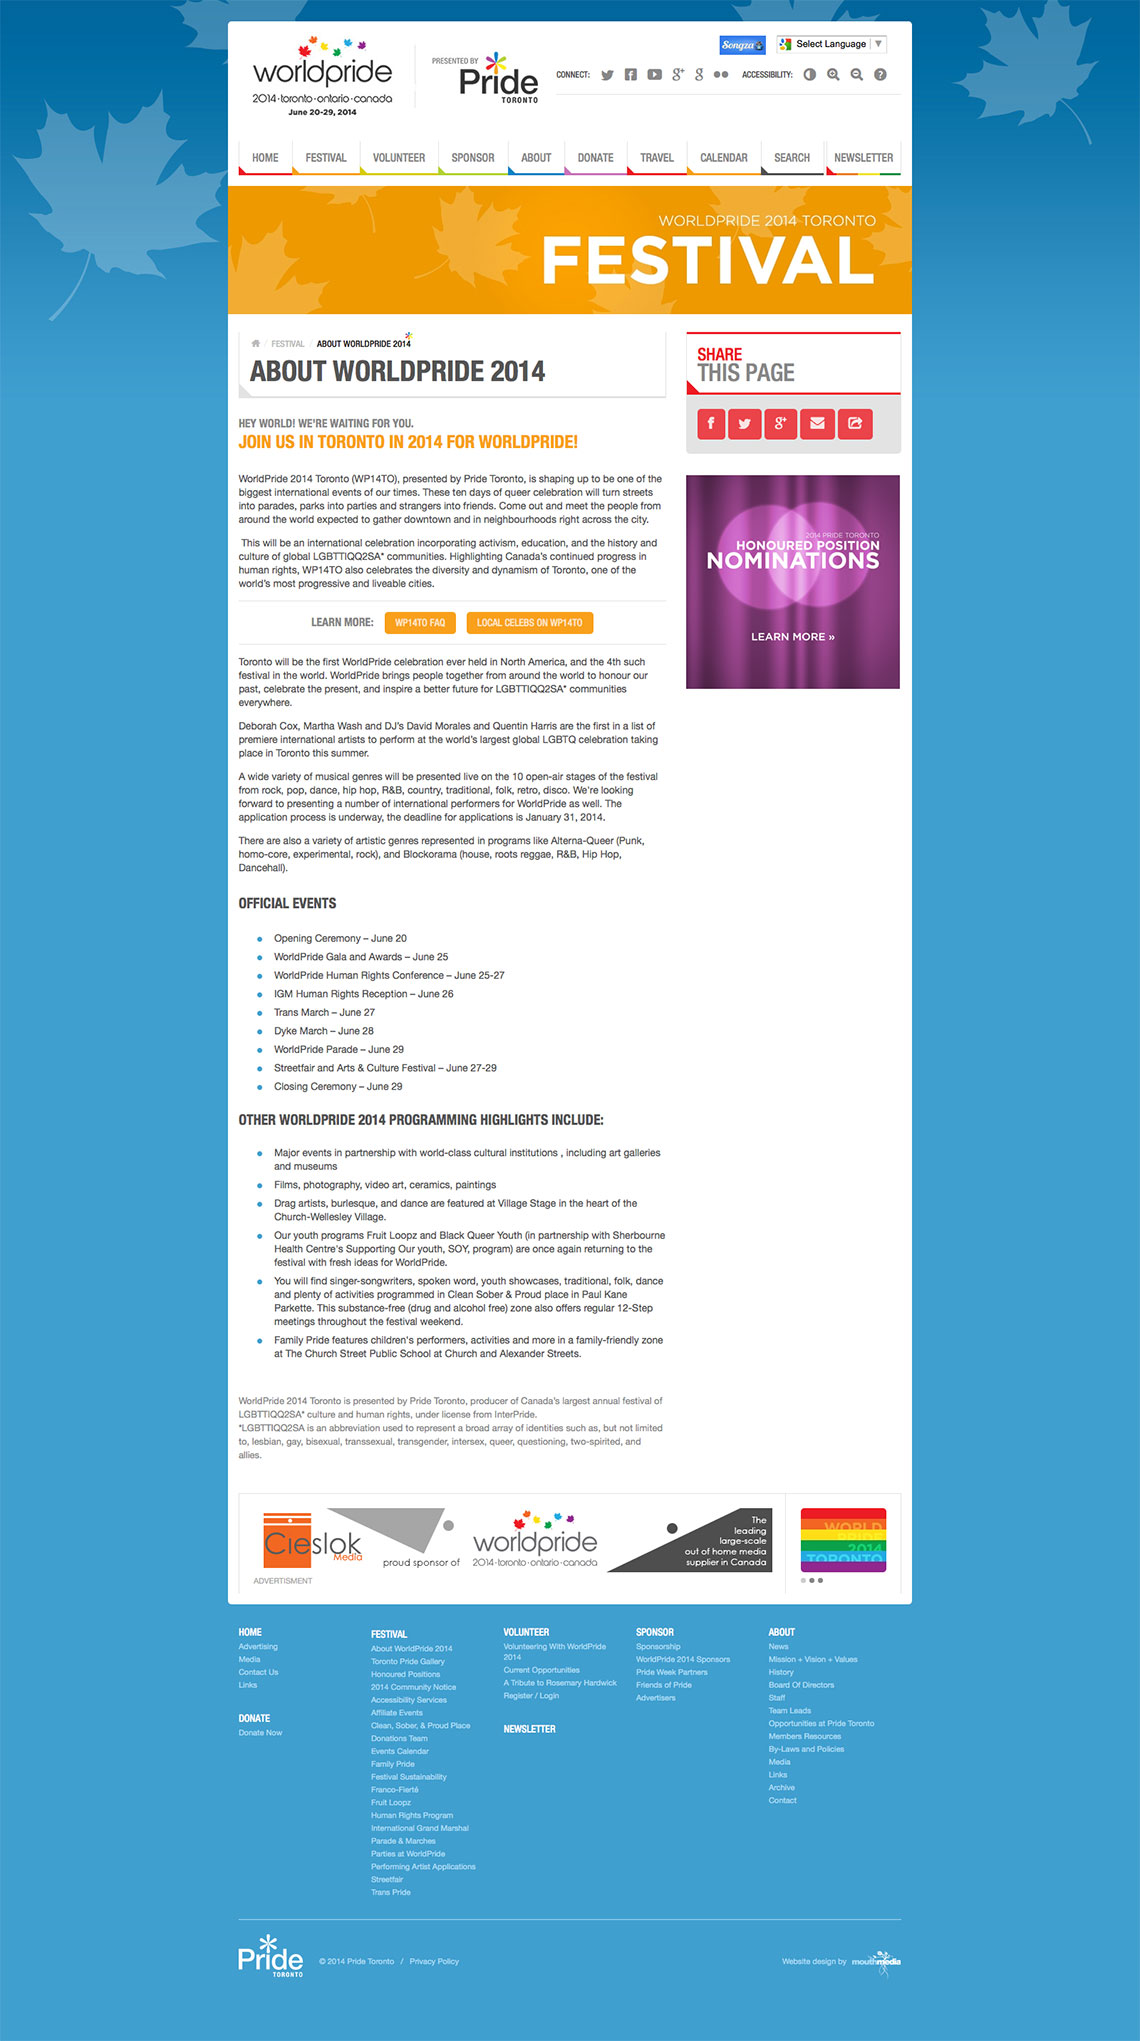 worldpride
2014·toronto·ontario·canada
June 20-29, 2014
PRESENTED BY
Pride
TORONTO
Songza
Select Language
CONNECT:
ACCESSIBILITY:
HOME
FESTIVAL
VOLUNTEER
SPONSOR
ABOUT
DONATE
TRAVEL
CALENDAR
SEARCH
NEWSLETTER
WORLDPRIDE 2014 TORONTO
FESTIVAL
/ FESTIVAL / ABOUT WORLDPRIDE 2014
ABOUT WORLDPRIDE 2014
HEY WORLD! WE'RE WAITING FOR YOU.
JOIN US IN TORONTO IN 2014 FOR WORLDPRIDE!
WorldPride 2014 Toronto (WP14TO), presented by Pride Toronto, is shaping up to be one of the
biggest international events of our times. These ten days of queer celebration will turn streets
into parades, parks into parties and strangers into friends. Come out and meet the people from
around the world expected to gather downtown and in neighbourhoods right across the city.
This will be an international celebration incorporating activism, education, and the history and
culture of global LGBTTIQQ2SA* communities. Highlighting Canada's continued progress in
human rights, WP14TO also celebrates the diversity and dynamism of Toronto, one of the
world's most progressive and liveable cities.
LEARN MORE:
WP14TO FAQ
LOCAL CELEBS ON WP14TO
Toronto will be the first WorldPride celebration ever held in North America, and the 4th such
festival in the world. WorldPride brings people together from around the world to honour our
past, celebrate the present, and inspire a better future for LGBTTIQQ2SA* communities
everywhere.
Deborah Cox, Martha Wash and DJ's David Morales and Quentin Harris are the first in a list of
premiere international artists to perform at the world's largest global LGBTQ celebration taking
place in Toronto this summer.
A wide variety of musical genres will be presented live on the 10 open-air stages of the festival
from rock, pop, dance, hip hop, R&B, country, traditional, folk, retro, disco. We're looking
forward to presenting a number of international performers for WorldPride as well. The
application process is underway, the deadline for applications is January 31, 2014.
There are also a variety of artistic genres represented in programs like Alterna-Queer (Punk,
homo-core, experimental, rock), and Blockorama (house, roots reggae, R&B, Hip Hop,
Dancehall).
OFFICIAL EVENTS
Opening Ceremony – June 20
WorldPride Gala and Awards – June 25
WorldPride Human Rights Conference – June 25-27
IGM Human Rights Reception – June 26
Trans March – June 27
Dyke March – June 28
WorldPride Parade – June 29
Streetfair and Arts & Culture Festival – June 27-29
Closing Ceremony – June 29
OTHER WORLDPRIDE 2014 PROGRAMMING HIGHLIGHTS INCLUDE:
Major events in partnership with world-class cultural institutions , including art galleries
and museums
Films, photography, video art, ceramics, paintings
Drag artists, burlesque, and dance are featured at Village Stage in the heart of the
Church-Wellesley Village.
Our youth programs Fruit Loopz and Black Queer Youth (in partnership with Sherbourne
Health Centre's Supporting Our youth, SOY, program) are once again returning to the
festival with fresh ideas for WorldPride.
You will find singer-songwriters, spoken word, youth showcases, traditional, folk, dance
and plenty of activities programmed in Clean Sober & Proud place in Paul Kane
Parkette. This substance-free (drug and alcohol free) zone also offers regular 12-Step
meetings throughout the festival weekend.
Family Pride features children's performers, activities and more in a family-friendly zone
at The Church Street Public School at Church and Alexander Streets.
WorldPride 2014 Toronto is presented by Pride Toronto, producer of Canada's largest annual festival of
LGBTTIQQ2SA* culture and human rights, under license from InterPride.
*LGBTTIQQ2SA is an abbreviation used to represent a broad array of identities such as, but not limited
to, lesbian, gay, bisexual, transsexual, transgender, intersex, queer, questioning, two-spirited, and
allies.
SHARE
THIS PAGE
2014 PRIDE TORONTO
HONOURED POSITION
NOMINATIONS
LEARN MORE »
Cieslok
Media
proud sponsor of
worldpride
2014·toronto·ontario·canada
The
leading
large-scale
out of home media
supplier in Canada
ADVERTISMENT
WORLD
PRIDE
2014
TORONTO
HOME
Advertising
Media
Contact Us
Links
DONATE
Donate Now
FESTIVAL
About WorldPride 2014
Toronto Pride Gallery
Honoured Positions
2014 Community Notice
Accessibility Services
Affiliate Events
Clean, Sober, & Proud Place
Donations Team
Events Calendar
Family Pride
Festival Sustainability
Franco-Fierté
Fruit Loopz
Human Rights Program
International Grand Marshal
Parade & Marches
Parties at WorldPride
Performing Artist Applications
Streetfair
Trans Pride
VOLUNTEER
Volunteering With WorldPride
2014
Current Opportunities
A Tribute to Rosemary Hardwick
Register / Login
NEWSLETTER
SPONSOR
Sponsorship
WorldPride 2014 Sponsors
Pride Week Partners
Friends of Pride
Advertisers
ABOUT
News
Mission + Vision + Values
History
Board Of Directors
Staff
Team Leads
Opportunities at Pride Toronto
Members Resources
By-Laws and Policies
Media
Links
Archive
Contact
Pride
TORONTO
© 2014 Pride Toronto / Privacy Policy
Website design by mouthmedia